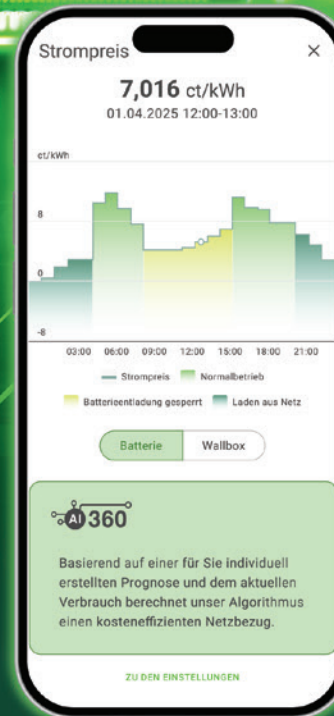 Strompreis ×
7,016 ct/kWh
01.04.2025 12:00-13:00
ct/kWh
8
0
-8
03:00 06:00 09:00 12:00 15:00 18:00 21:00
Strompreis Normalbetrieb
Batterieentladung gesperrt Laden aus Netz
Batterie Wallbox
AI 360
Basierend auf einer für Sie individuell
erstellten Prognose und dem aktuellen
Verbrauch berechnet unser Algorithmus
einen kosteneffizienten Netzbezug.
ZU DEN EINSTELLUNGEN